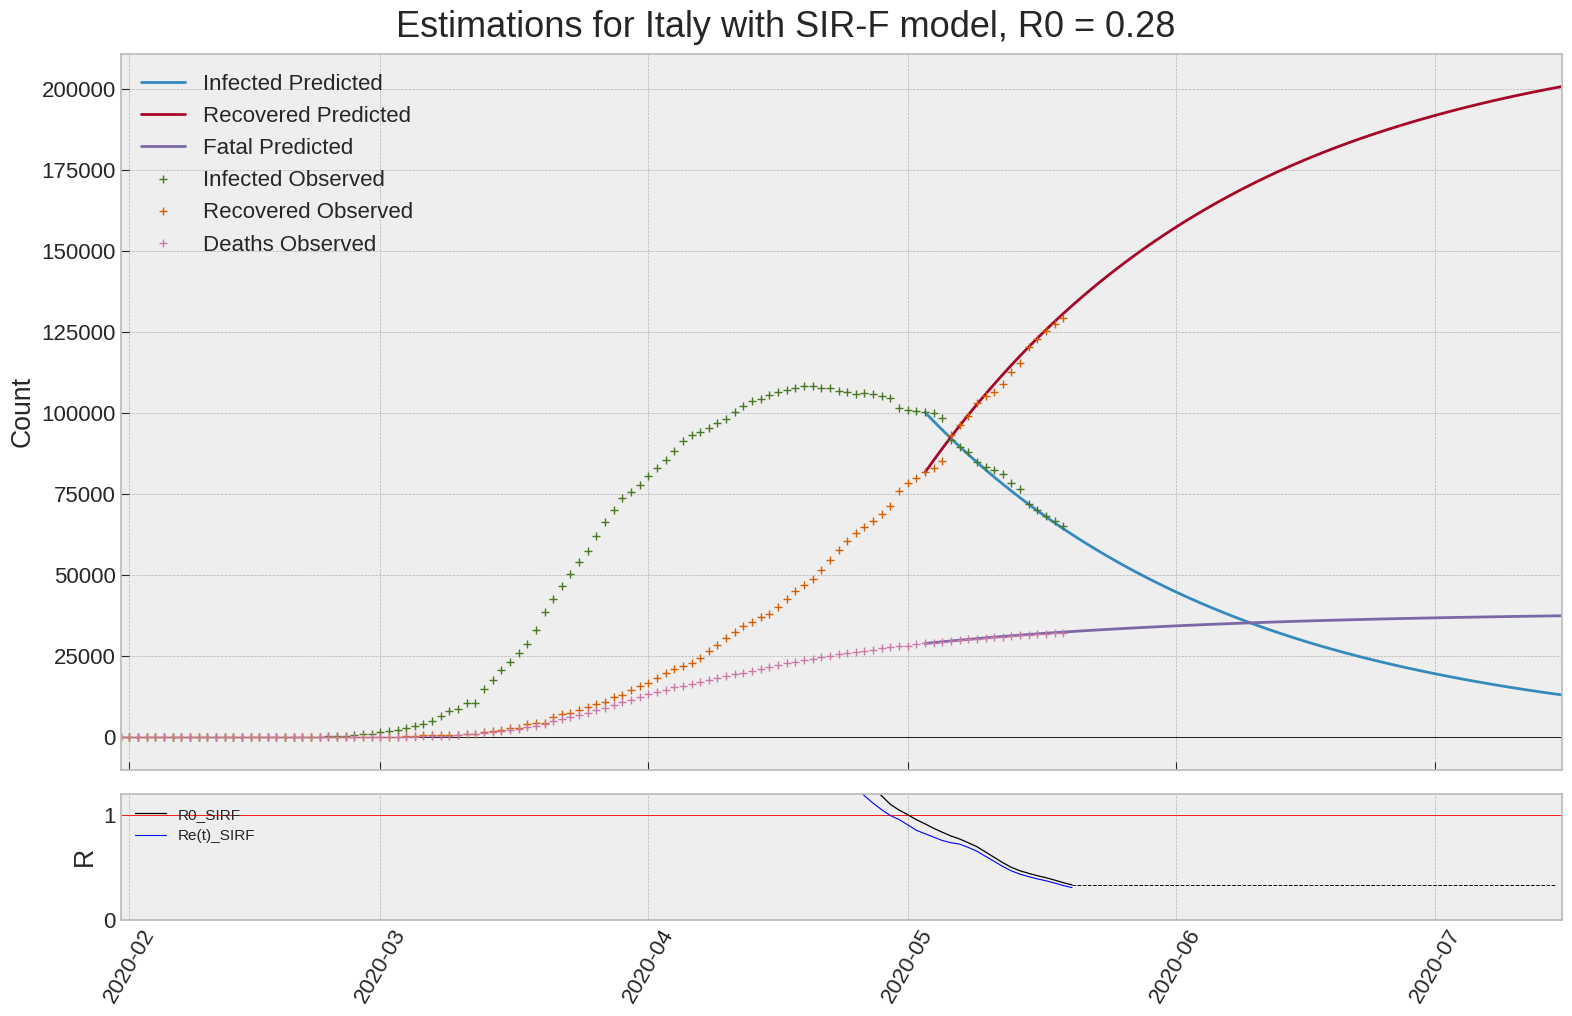 Estimations for Italy with SIR-F model, R0 = 0.28
Infected Predicted
Recovered Predicted
Fatal Predicted
Infected Observed
Recovered Observed
Deaths Observed
200000
175000
150000
125000
100000
75000
50000
25000
0
Count
R0_SIRF
Re(t)_SIRF
1
0
R
2020-02
2020-03
2020-04
2020-05
2020-06
2020-07